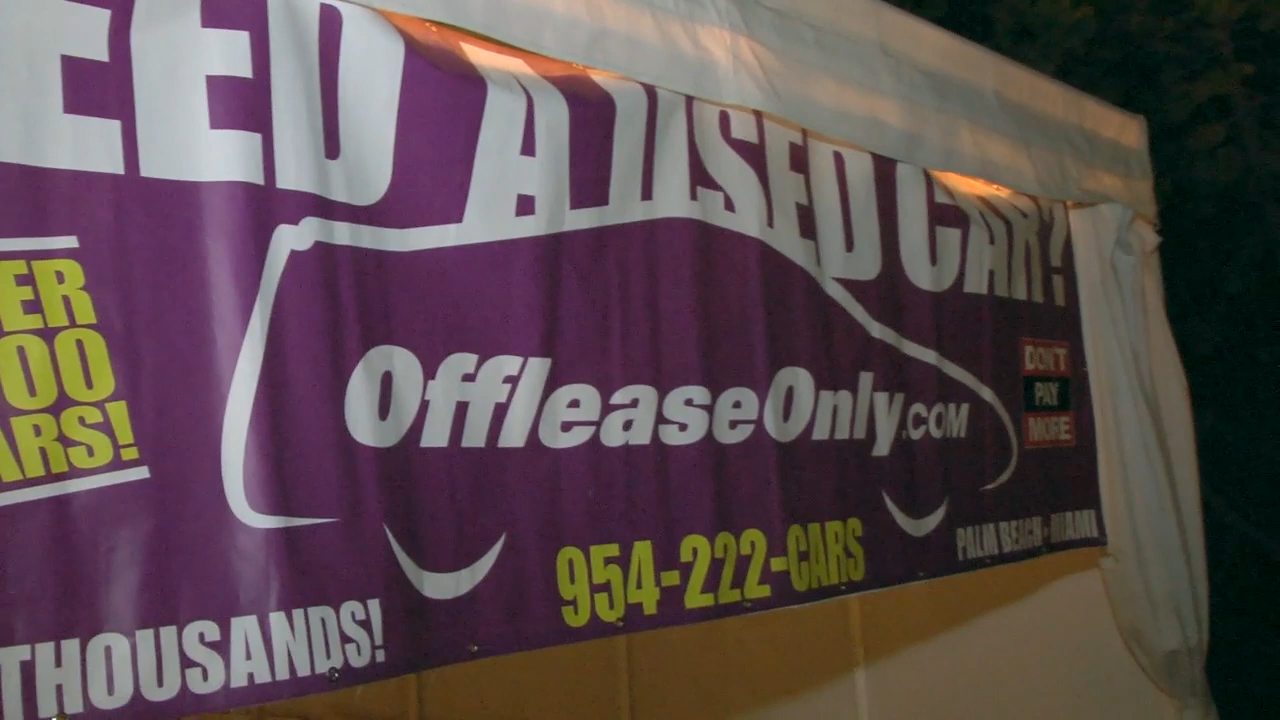 EED A USED CAR?
ER
00
ARS!
OffleaseOnly.COM
DON'T
PAY
MORE
954-222-CARS
PALM BEACH - MIAMI
THOUSANDS!